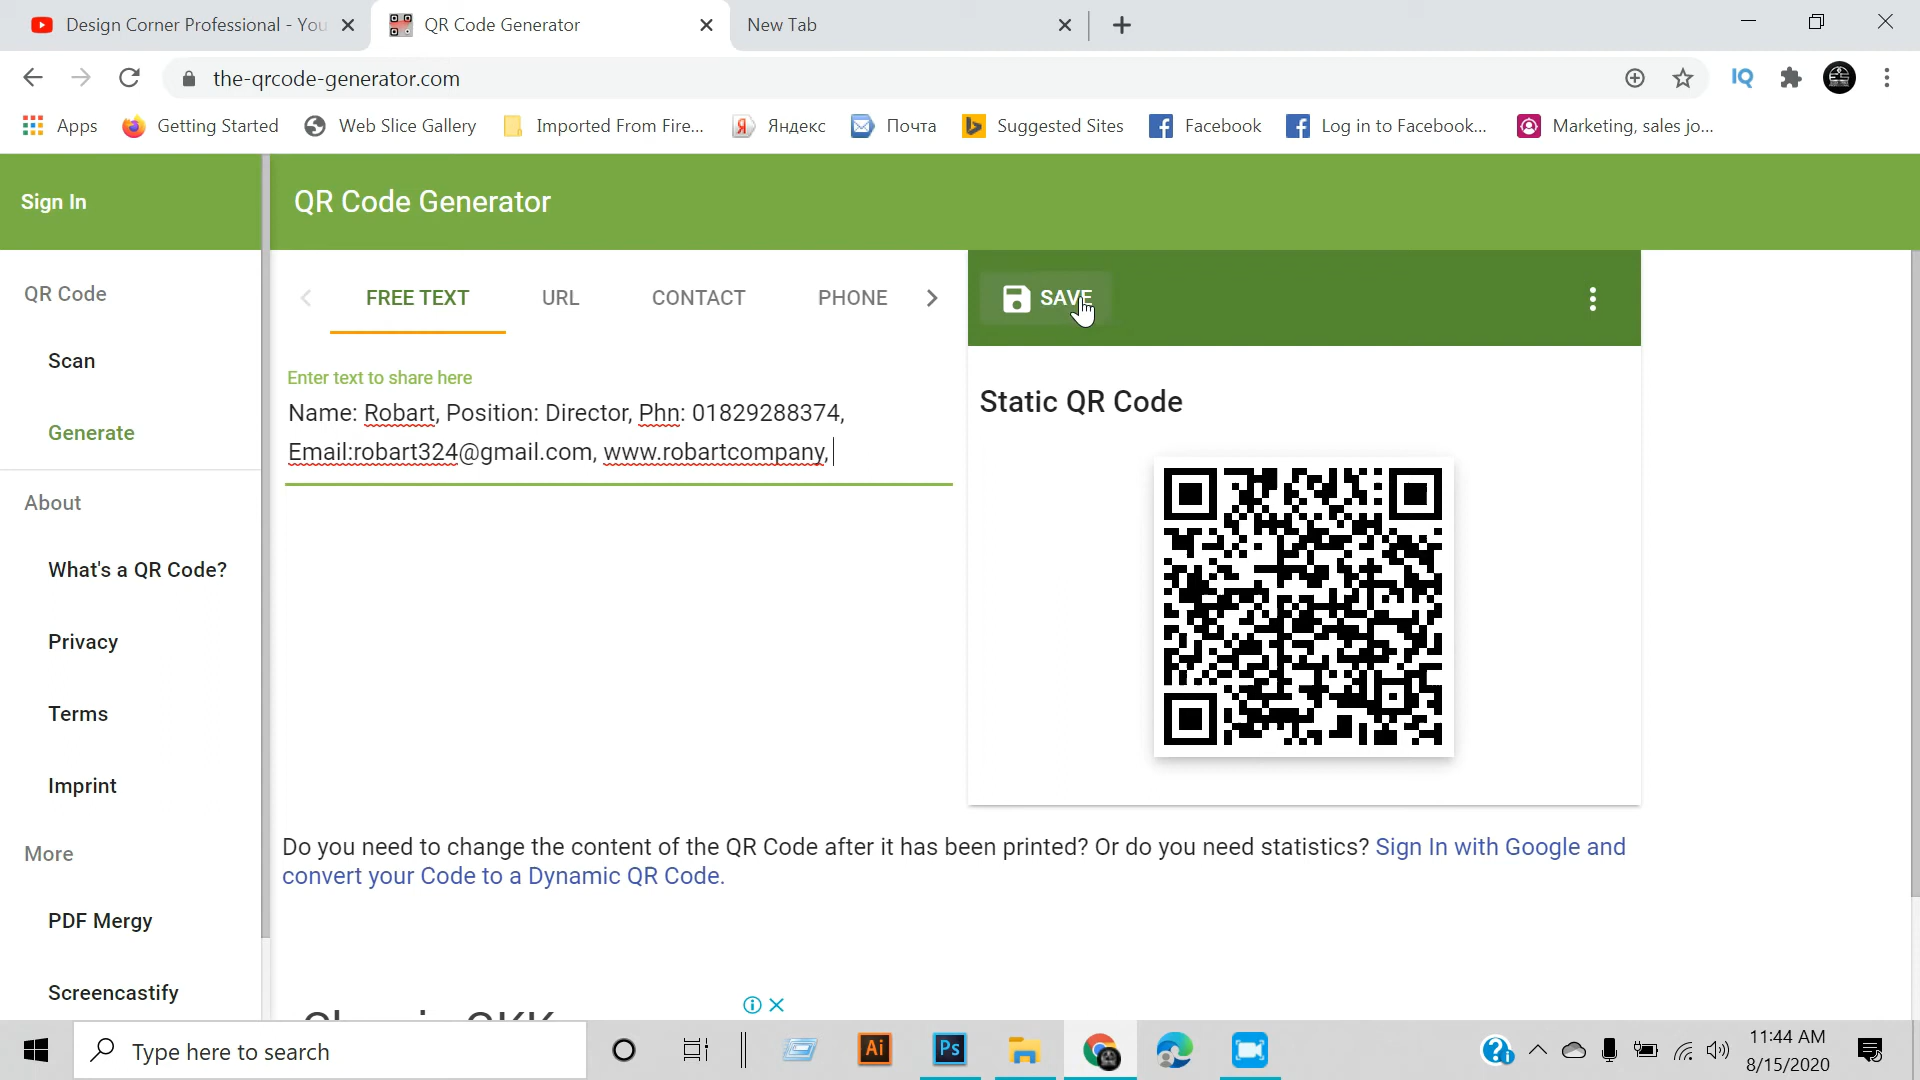 Design Corner Professional - You
QR Code Generator
New Tab
the-qrcode-generator.com
IQ
Apps
Getting Started
Web Slice Gallery
Imported From Fire...
Яндекс
Почта
Suggested Sites
Facebook
Log in to Facebook...
Marketing, sales jo...
Sign In
QR Code Generator
QR Code
Scan
Generate
About
What's a QR Code?
Privacy
Terms
Imprint
More
PDF Mergy
Screencastify
FREE TEXT
URL
CONTACT
PHONE
Enter text to share here
Name: Robart, Position: Director, Phn: 01829288374,
Email:robart324@gmail.com, www.robartcompany,
SAVE
Static QR Code
Do you need to change the content of the QR Code after it has been printed? Or do you need statistics? Sign In with Google and
convert your Code to a Dynamic QR Code.
Type here to search
Ai
Ps
11:44 AM
8/15/2020